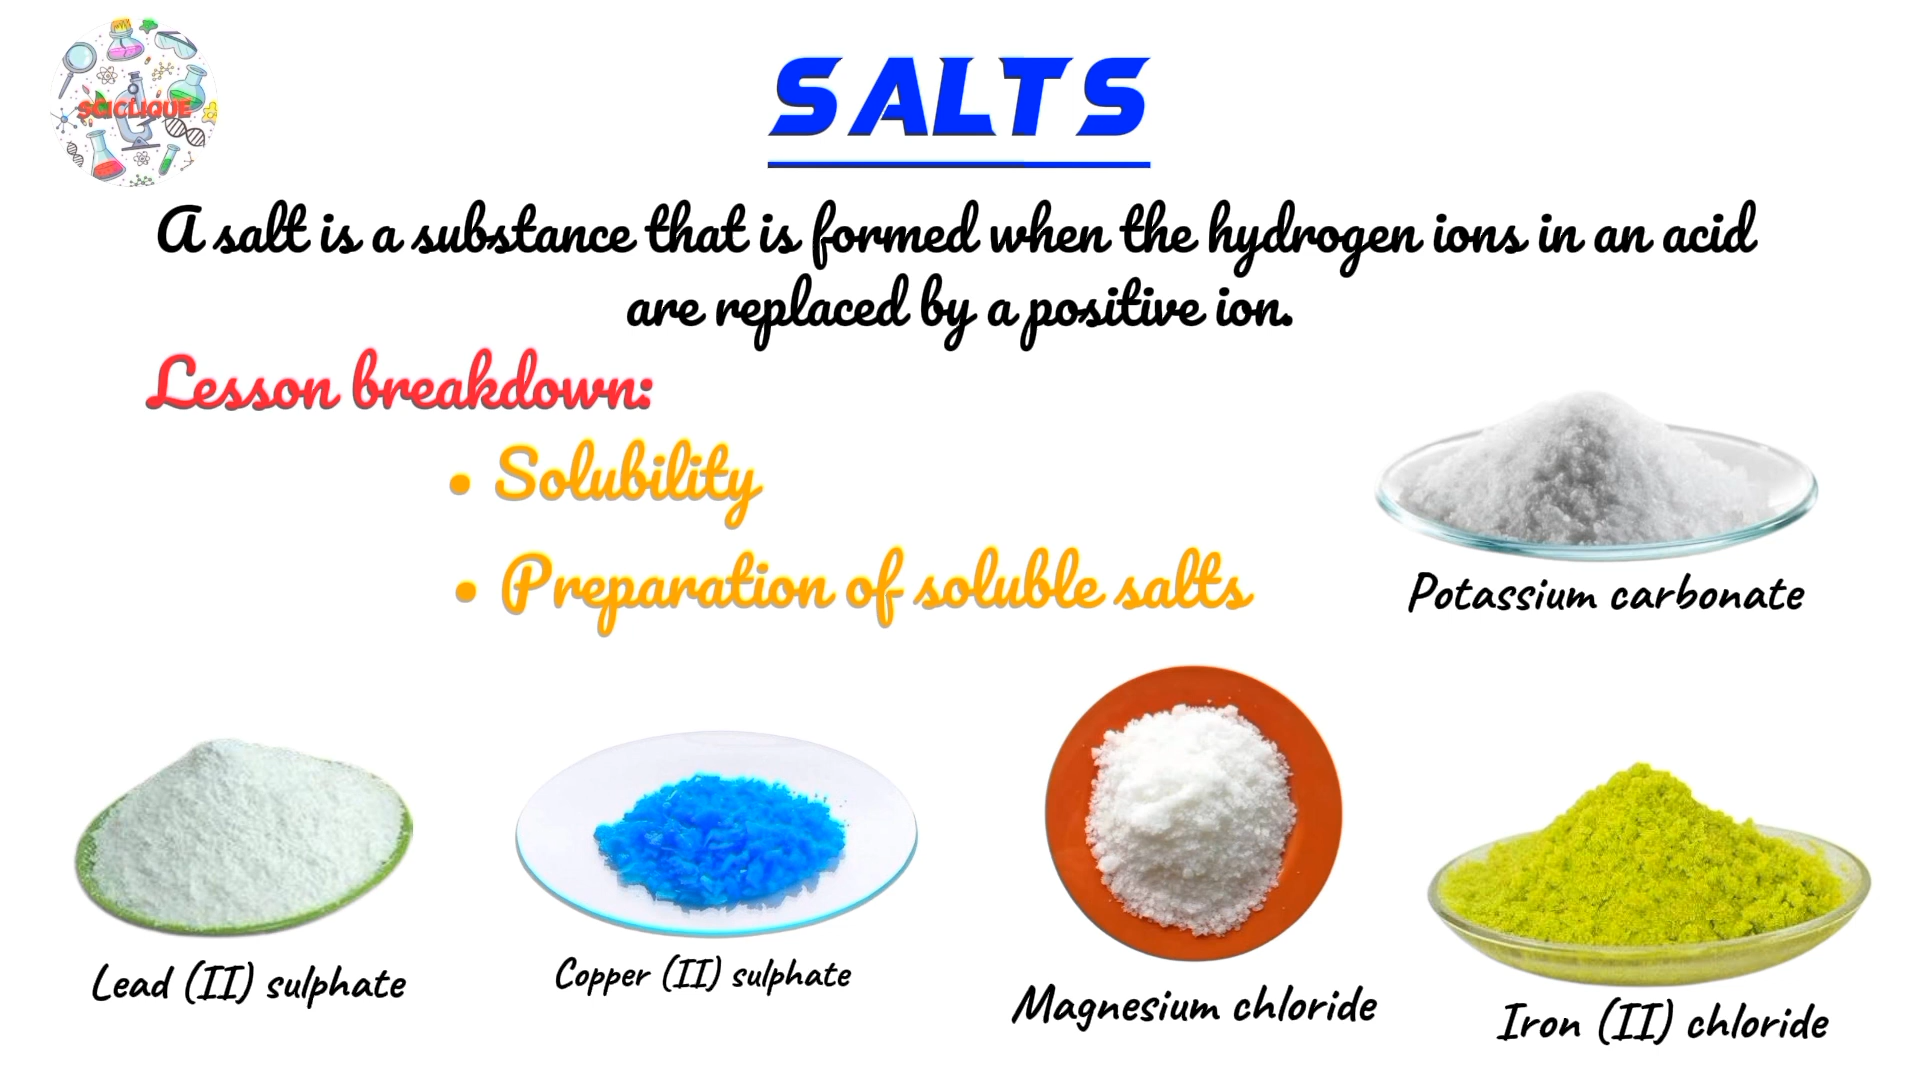 SCICLIQUE
SALTS
A salt is a substance that is formed when the hydrogen ions in an acid
are replaced by a positive ion.
Lesson breakdown:
• Solubility
• Preparation of soluble salts
Potassium carbonate
Lead (II) sulphate
Copper (II) sulphate
Magnesium chloride
Iron (II) chloride